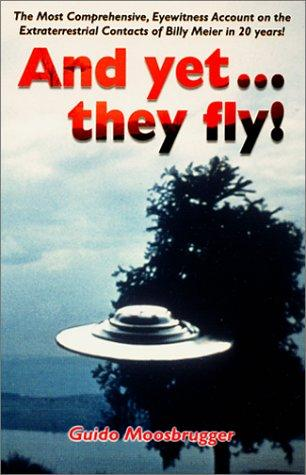 The Most Comprehensive, Eyewitness Account on the
Extraterrestrial Contacts of Billy Meier in 20 years!
And yet...
they fly!
Guido Moosbrugger